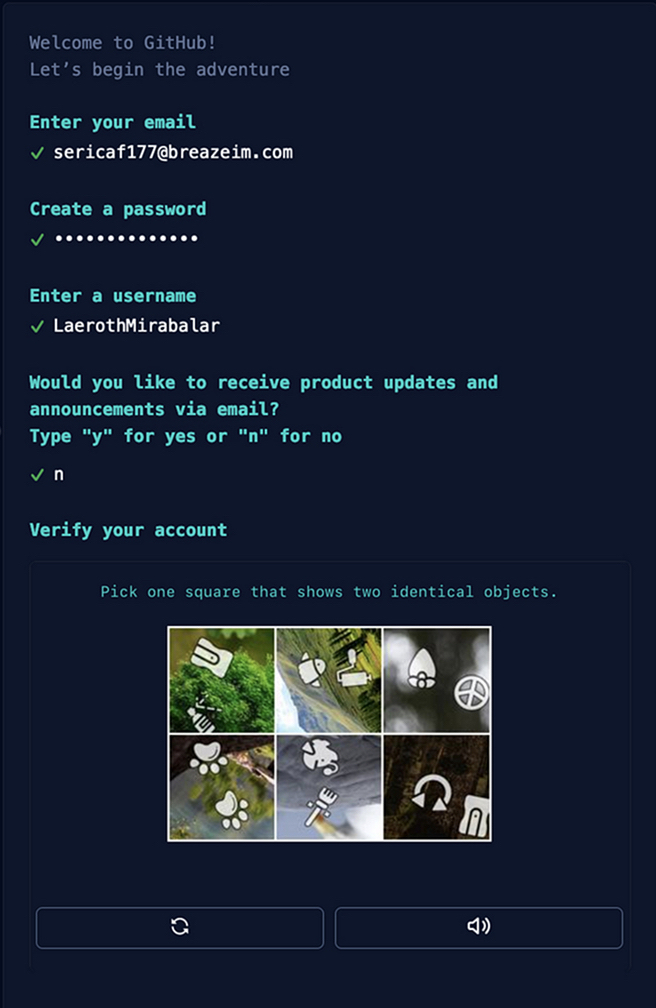 Welcome to GitHub!
Let’s begin the adventure
Enter your email
✓ sericaf177@breazeim.com
Create a password
✓ ••••••••••••••
Enter a username
✓ LaerothMirabalar
Would you like to receive product updates and
announcements via email?
Type "y" for yes or "n" for no
✓ n
Verify your account
Pick one square that shows two identical objects.